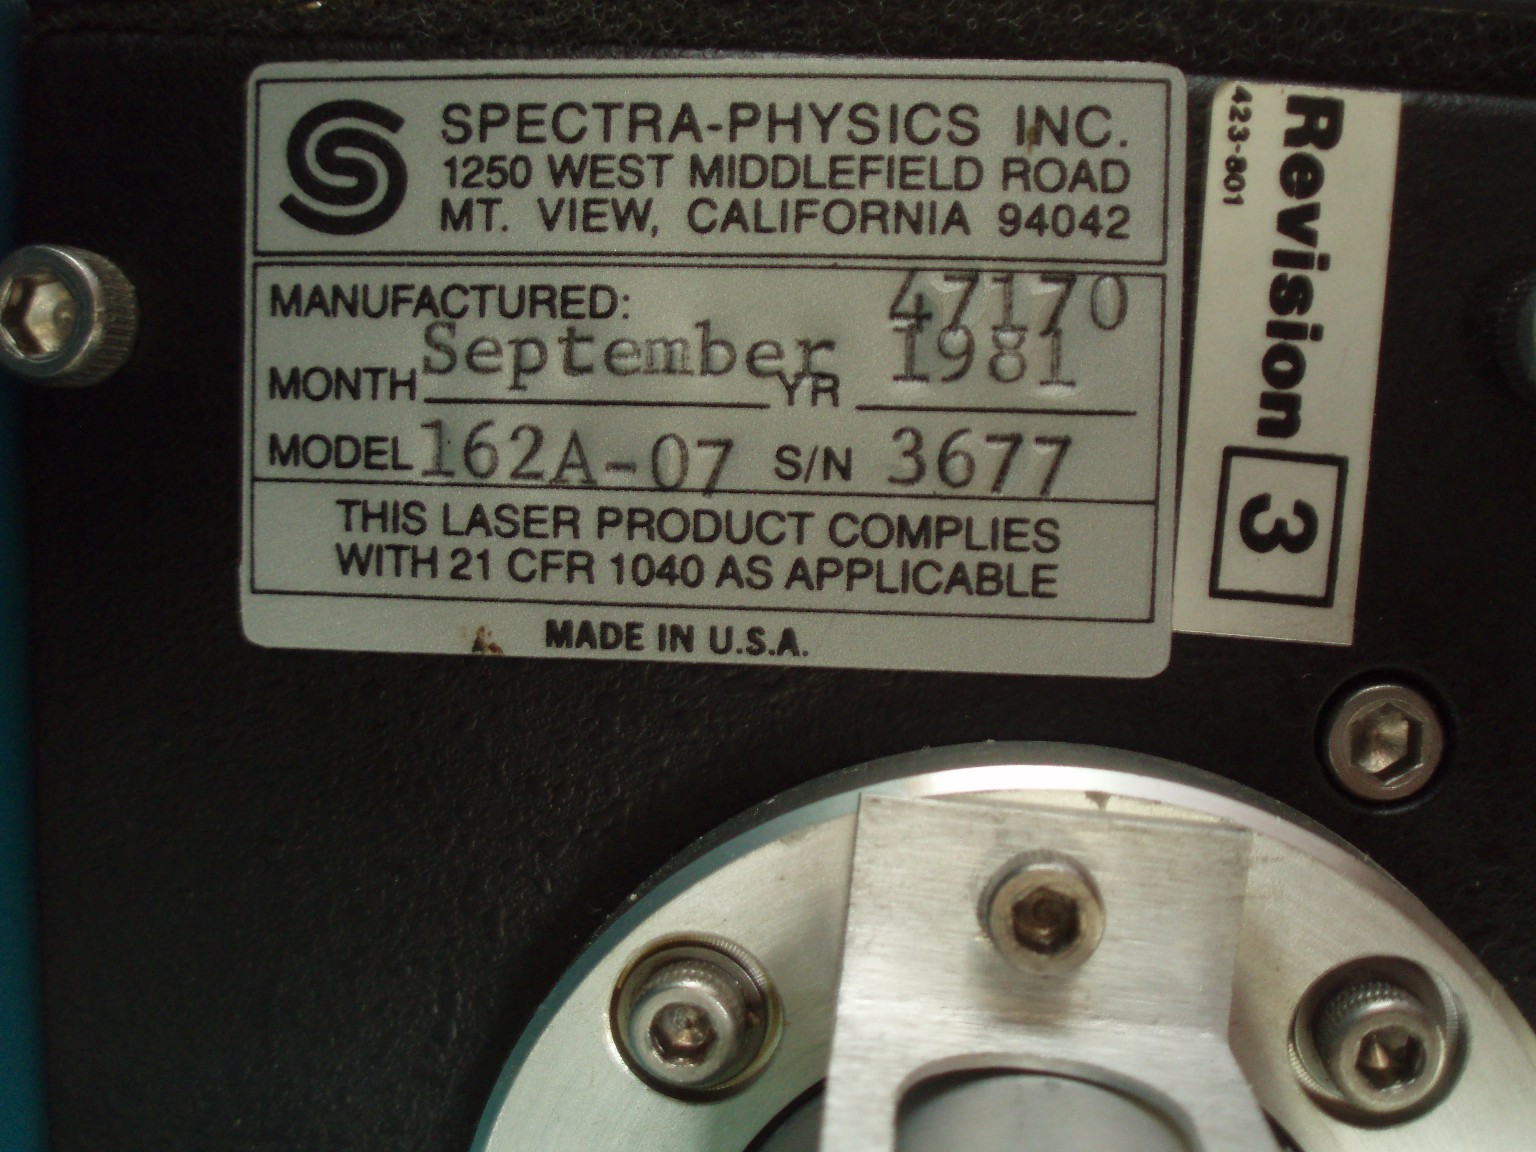 SPECTRA-PHYSICS INC.
1250 WEST MIDDLEFIELD ROAD
MT. VIEW, CALIFORNIA 94042
MANUFACTURED: 47170
MONTH September YR 1981
MODEL 162A-07 S/N 3677
THIS LASER PRODUCT COMPLIES
WITH 21 CFR 1040 AS APPLICABLE
MADE IN U.S.A.
Revision 3
423-801